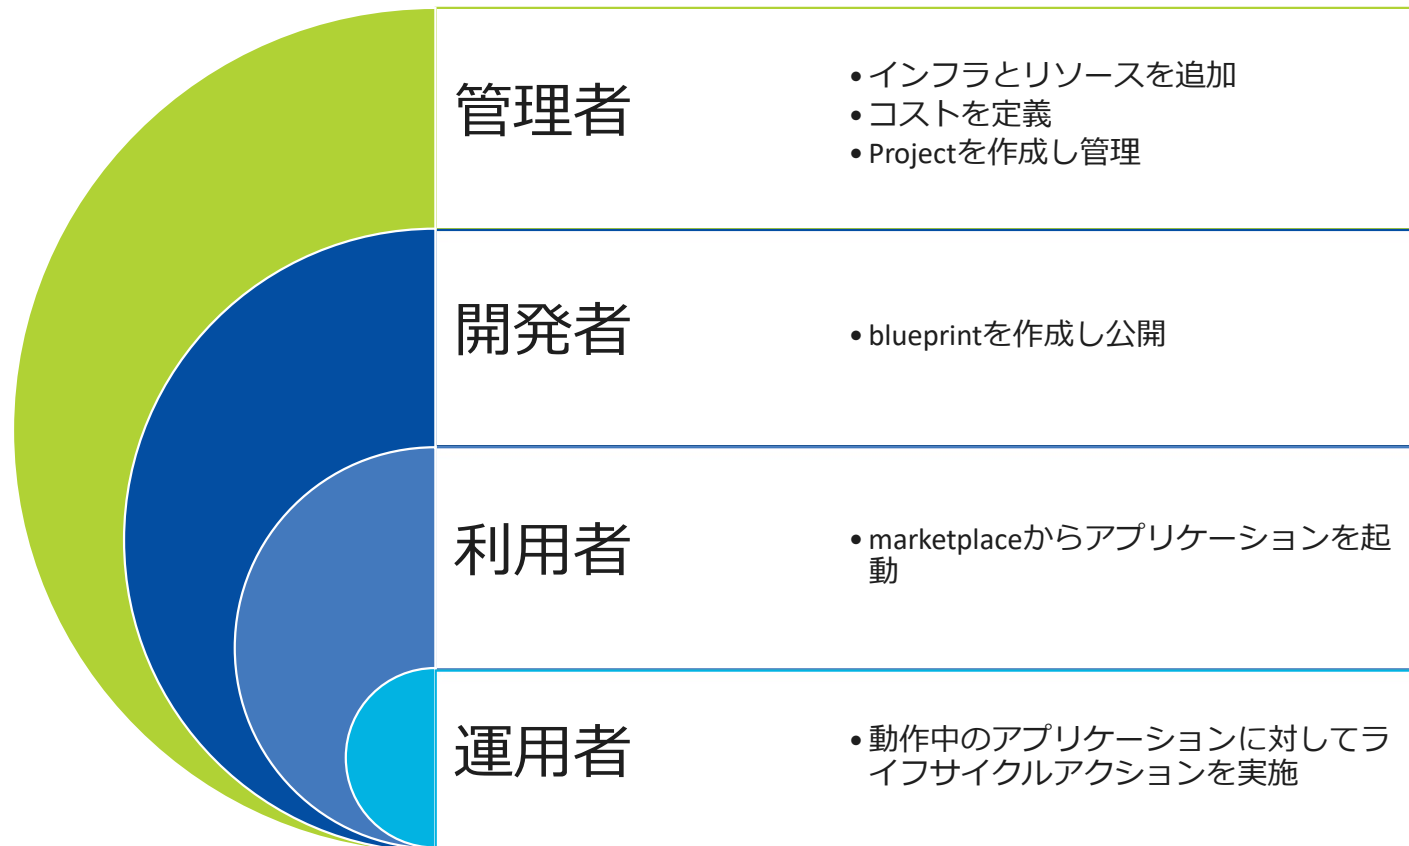 管理者
• インフラとリソースを追加
• コストを定義
• Projectを作成し管理
開発者
• blueprintを作成し公開
利用者
• marketplaceからアプリケーションを起
動
運用者
• 動作中のアプリケーションに対してラ
イフサイクルアクションを実施